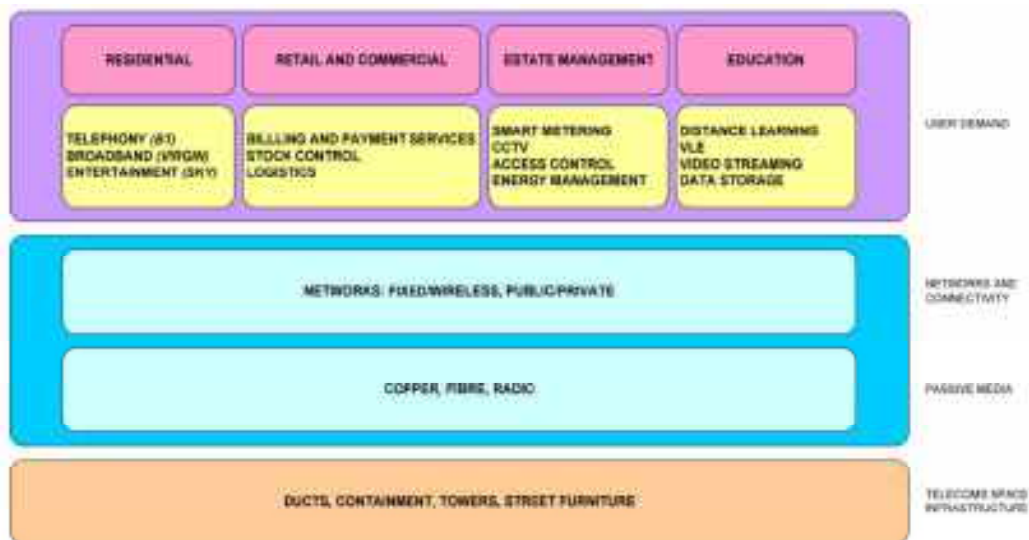 RESIDENTIAL
RETAIL AND COMMERCIAL
ESTATE MANAGEMENT
EDUCATION
TELEPHONY (BT)
BROADBAND (VIRGIN)
ENTERTAINMENT (SKY)
BILLLING AND PAYMENT SERVICES
STOCK CONTROL
LOGISTICS
SMART METERING
CCTV
ACCESS CONTROL
ENERGY MANAGEMENT
DISTANCE LEARNING
VLE
VIDEO STREAMING
DATA STORAGE
USER DEMAND
NETWORKS: FIXED/WIRELESS, PUBLIC/PRIVATE
NETWORKS AND
CONNECTIVITY
COPPER, FIBRE, RADIO
PASSIVE MEDIA
DUCTS, CONTAINMENT, TOWERS, STREET FURNITURE
TELECOMS SPACE
INFRASTRUCTURE